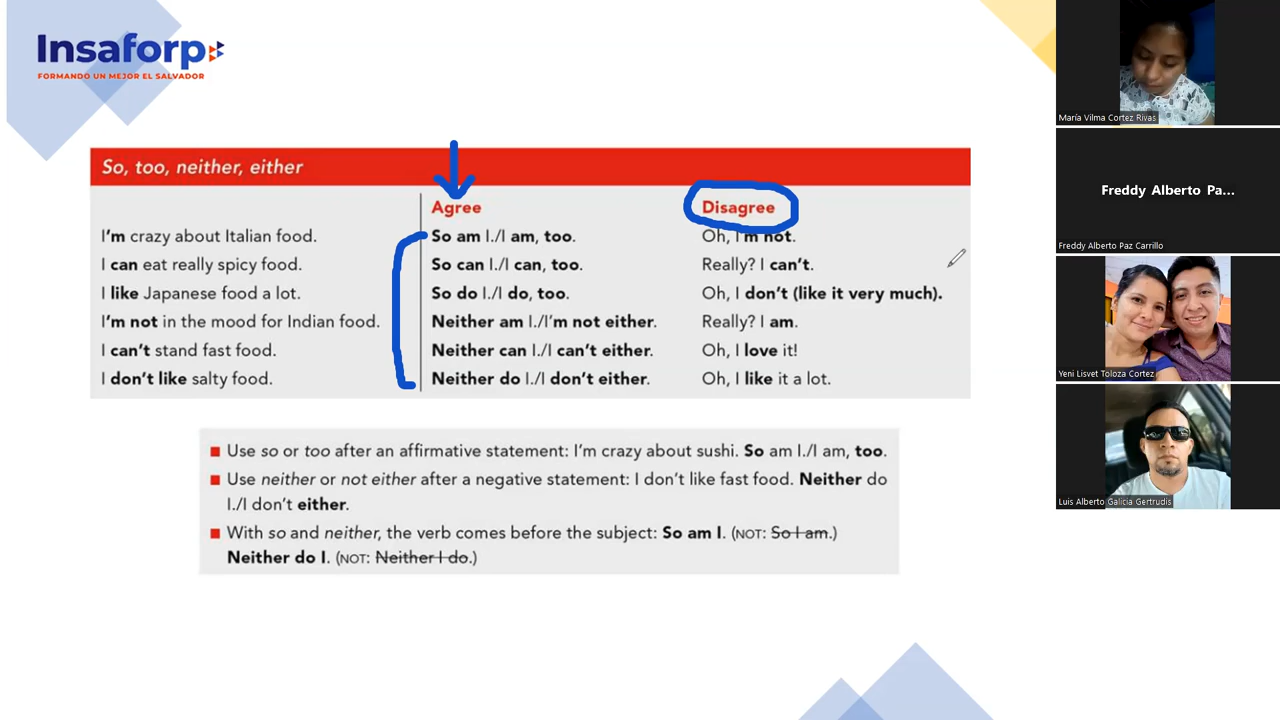 Insaforp
FORMANDO UN MEJOR EL SALVADOR
So, too, neither, either
Agree Disagree
I'm crazy about Italian food. So am I./I am, too. Oh, I'm not.
I can eat really spicy food. So can I./I can, too. Really? I can't.
I like Japanese food a lot. So do I./I do, too. Oh, I don't (like it very much).
I'm not in the mood for Indian food. Neither am I./I'm not either. Really? I am.
I can't stand fast food. Neither can I./I can't either. Oh, I love it!
I don't like salty food. Neither do I./I don't either. Oh, I like it a lot.
Use so or too after an affirmative statement: I'm crazy about sushi. So am I./I am, too.
Use neither or not either after a negative statement: I don't like fast food. Neither do
I./I don't either.
With so and neither, the verb comes before the subject: So am I. (NOT: So I am.)
Neither do I. (NOT: Neither I do.)
María Vilma Cortez Rivas
Freddy Alberto Pa...
Freddy Alberto Paz Carrillo
Yeni Lisvet Toloza Cortez
Luis Alberto Galicia Gertrudis